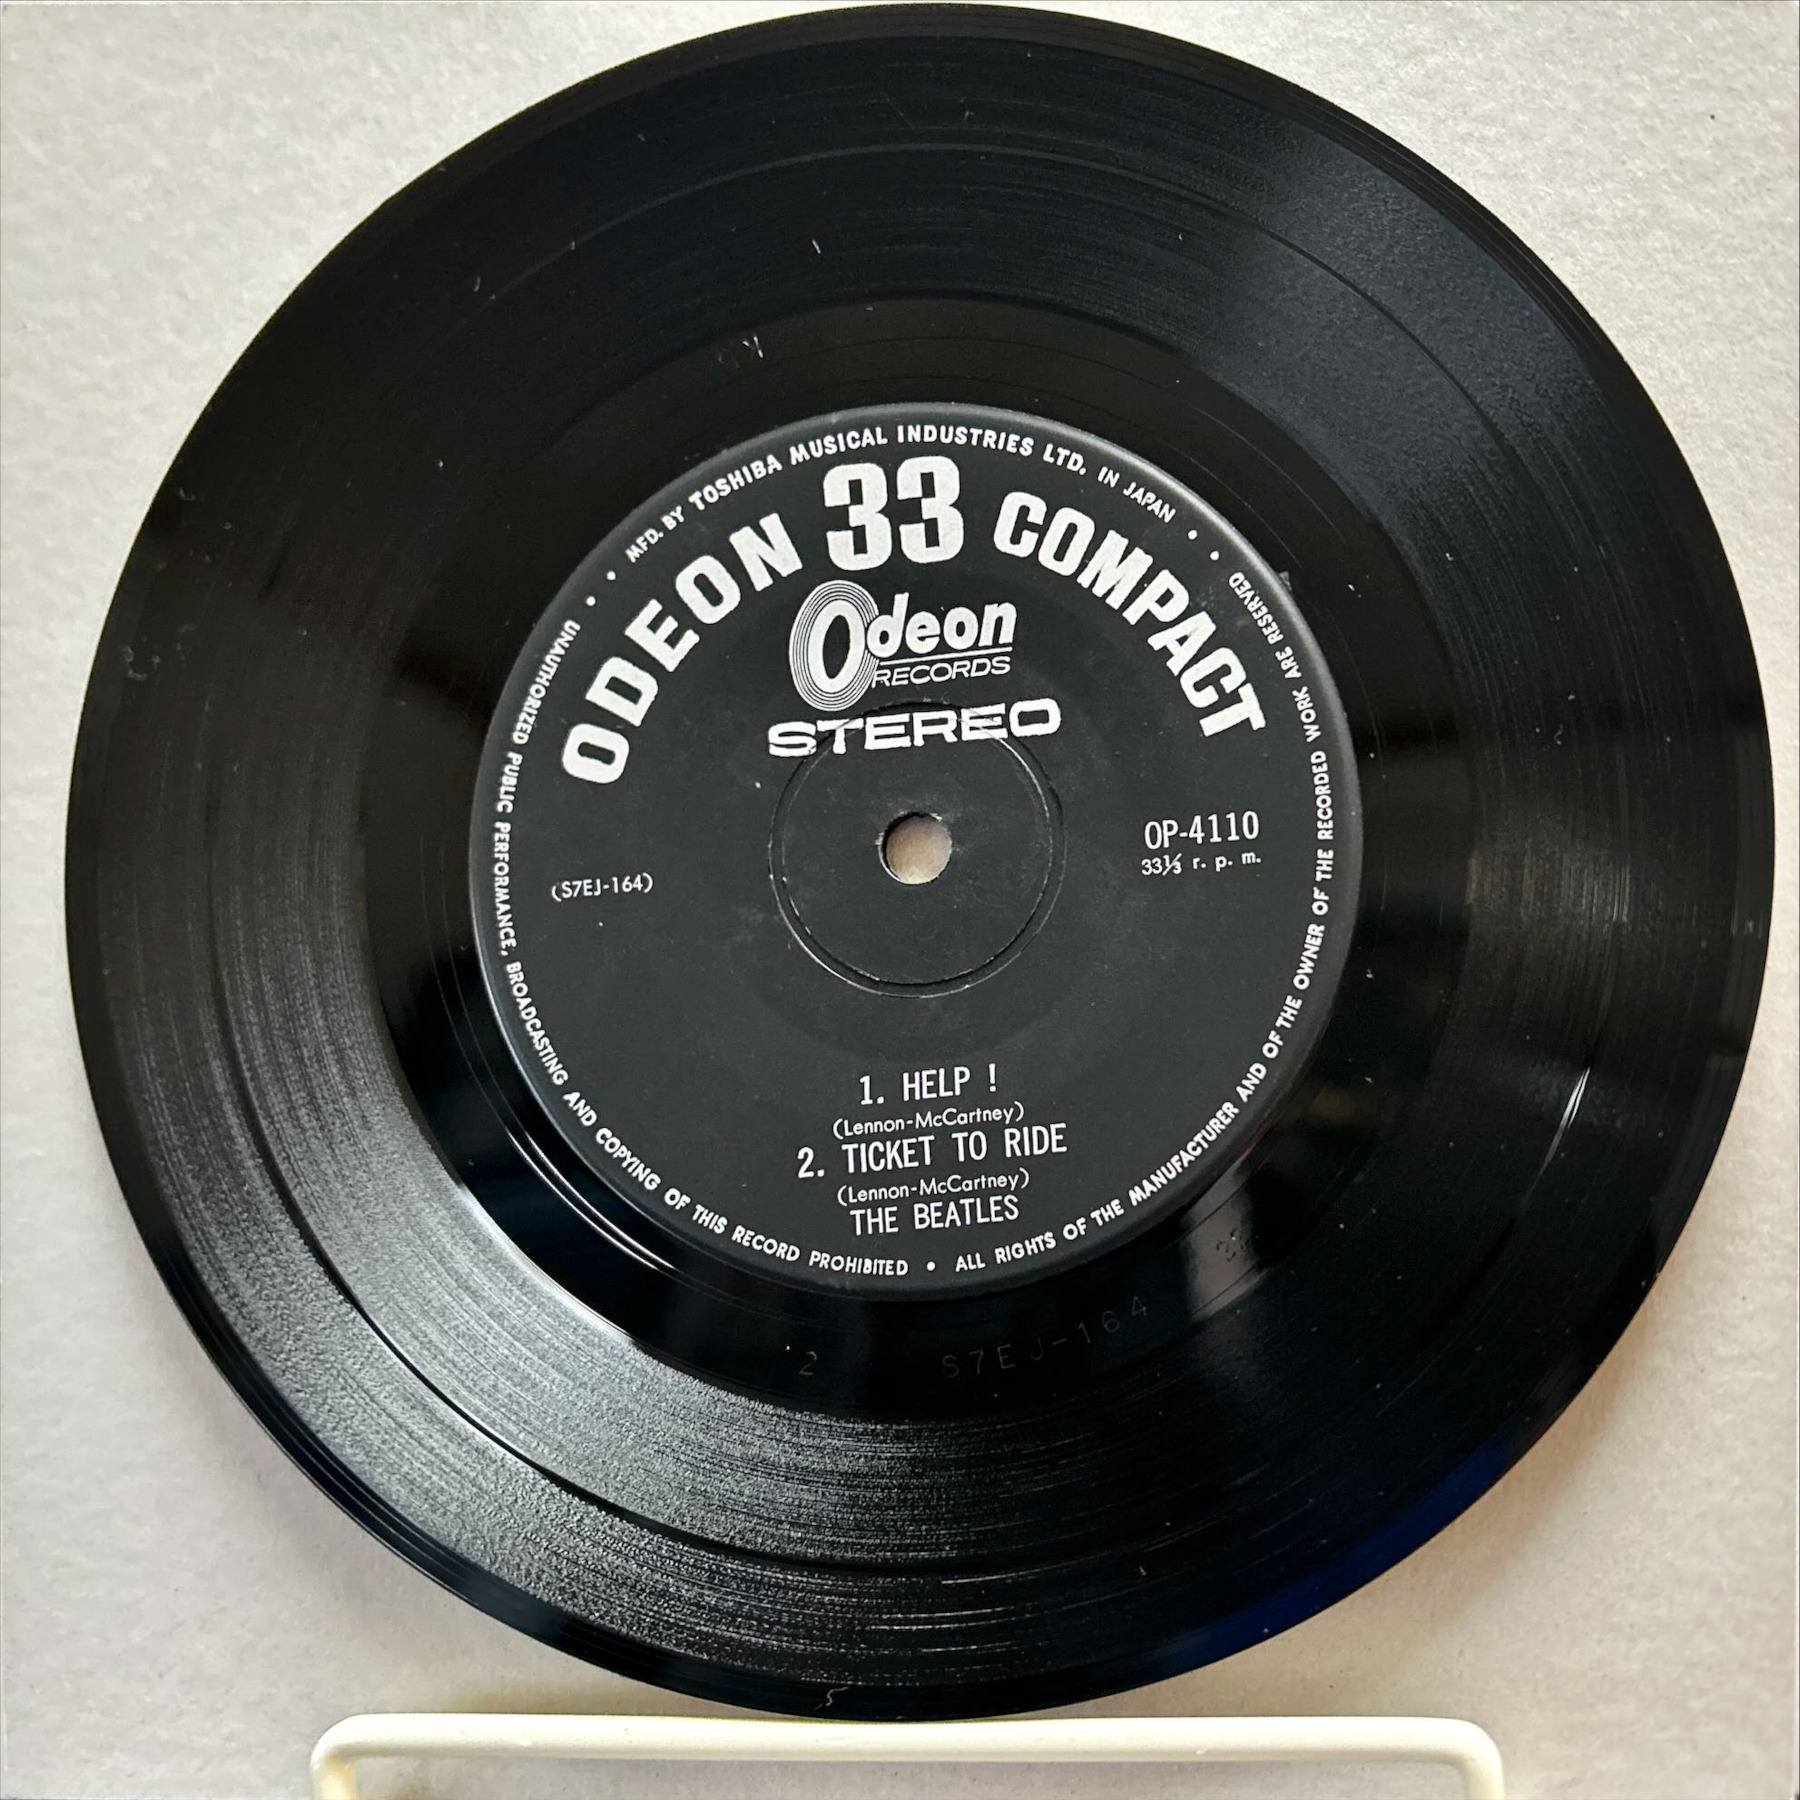 MFD. BY TOSHIBA MUSICAL INDUSTRIES LTD. IN JAPAN
ODEON 33 COMPACT
Odeon
RECORDS
STEREO
OP-4110
33⅓ r. p. m.
(S7EJ-164)
1. HELP !
(Lennon-McCartney)
2. TICKET TO RIDE
(Lennon-McCartney)
THE BEATLES
UNAUTHORIZED PUBLIC PERFORMANCE, BROADCASTING AND COPYING OF THIS RECORD PROHIBITED • ALL RIGHTS OF THE MANUFACTURER AND OF THE OWNER OF THE RECORDED WORK ARE RESERVED
2 S7EJ-164